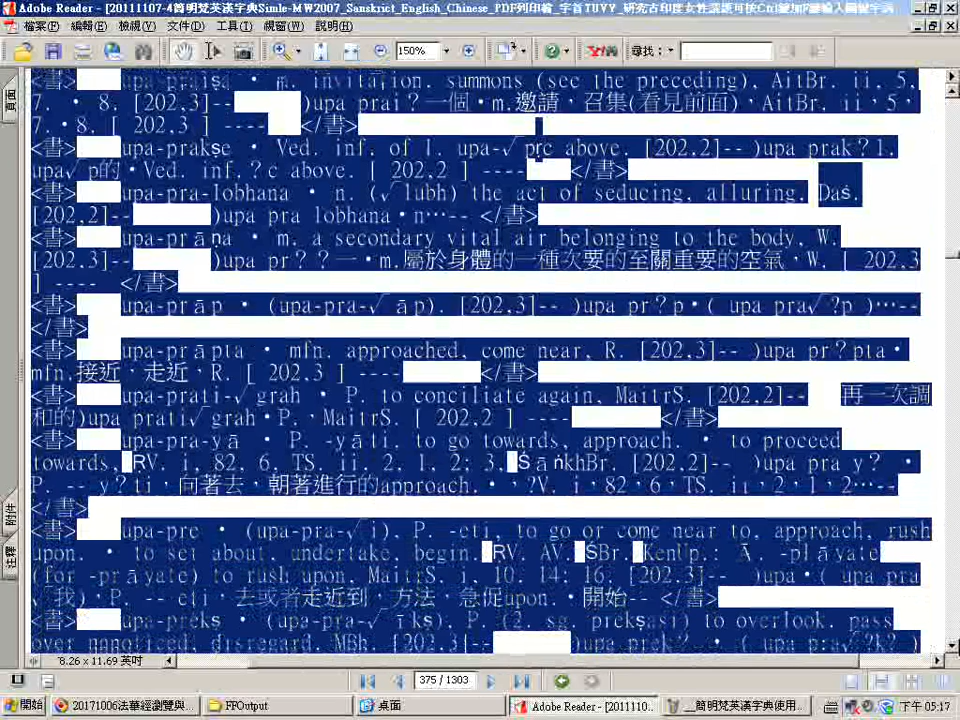 Adobe Reader - [20111107-4簡明梵英漢字典Simle-MW2007_Sanskrict_English_Chinese_PDF列印檔_字首TUVY_研究古印度女性
檔案(F) 編輯(E) 檢視(V) 文件(D) 工具(T) 視窗(W) 說明(H)
150% 尋找：
頁面
附件
注釋
<書> upa-praiṣa • m. invitation, summons (see the preceding), AitBr. ii, 5,
7. • 8. [202,3]-- )upa prai？一個•m.邀請，召集(看見前面)，AitBr. ii，5，
7.•8. [ 202,3 ] ---- </書>
<書> upa-prakṣe • Ved. inf. of 1. upa-√pṛc above. [202,2]-- )upa prak？1.
upa√p的•Ved. inf.？c above. [ 202,2 ] ---- </書>
<書> upa-pra-lobhana • n. (√lubh) the act of seducing, alluring, Daś.
[202,2]-- )upa pra lobhana•n…-- </書>
<書> upa-prāṇa • m. a secondary vital air belonging to the body, W.
[202,3]-- )upa pr？？一•m.屬於身體的一種次要的至關重要的空氣，W. [ 202,3
] ---- </書>
<書> upa-prāp • (upa-pra-√āp). [202,3]-- )upa pr？p•( upa pra√?p )…--
</書>
<書> upa-prāpta • mfn. approached, come near, R. [202,3]-- )upa pr？pta•
mfn.接近，走近，R. [ 202,3 ] ---- </書>
<書> upa-prati-√grah • P. to conciliate again, MaitrS. [202,2]-- 再一次調
和的)upa prati√grah•P.，MaitrS. [ 202,2 ] ---- </書>
<書> upa-pra-yā • P. -yāti, to go towards, approach. • to proceed
towards, RV. i, 82, 6, TS. ii, 2, 1, 2; 3, ŚāṅkhBr. [202,2]-- )upa pra y？ •
P. -- y？ti，向著去，朝著進行的approach.•，?V. i，82，6，TS. ii，2，1，2…--
</書>
<書> upa-pre • (upa-pra-√i), P. -eti, to go or come near to, approach, rush
upon. • to set about, undertake, begin, RV. AV. ŚBr. KenUp.: Ā. -plāyate
(for -prāyate) to rush upon, MaitrS. i, 10, 14; 16. [202,3]-- )upa•( upa pra
√我)，P. -- eti，去或者走近到，方法，急促upon.•開始-- </書>
<書> upa-prekṣ • (upa-pra-√īkṣ), P. (2. sg. prekṣasi) to overlook, pass
over unnoticed, disregard, MBh. [202,3]-- )upa prek？ • ( upa pra√?k? )
8.26 x 11.69 英吋
375 / 1303
開始 20171006法華經瀏覽與... FFOutput 桌面 Adobe Reader - [2011110... __簡明梵英字典使用... 下午 05:17